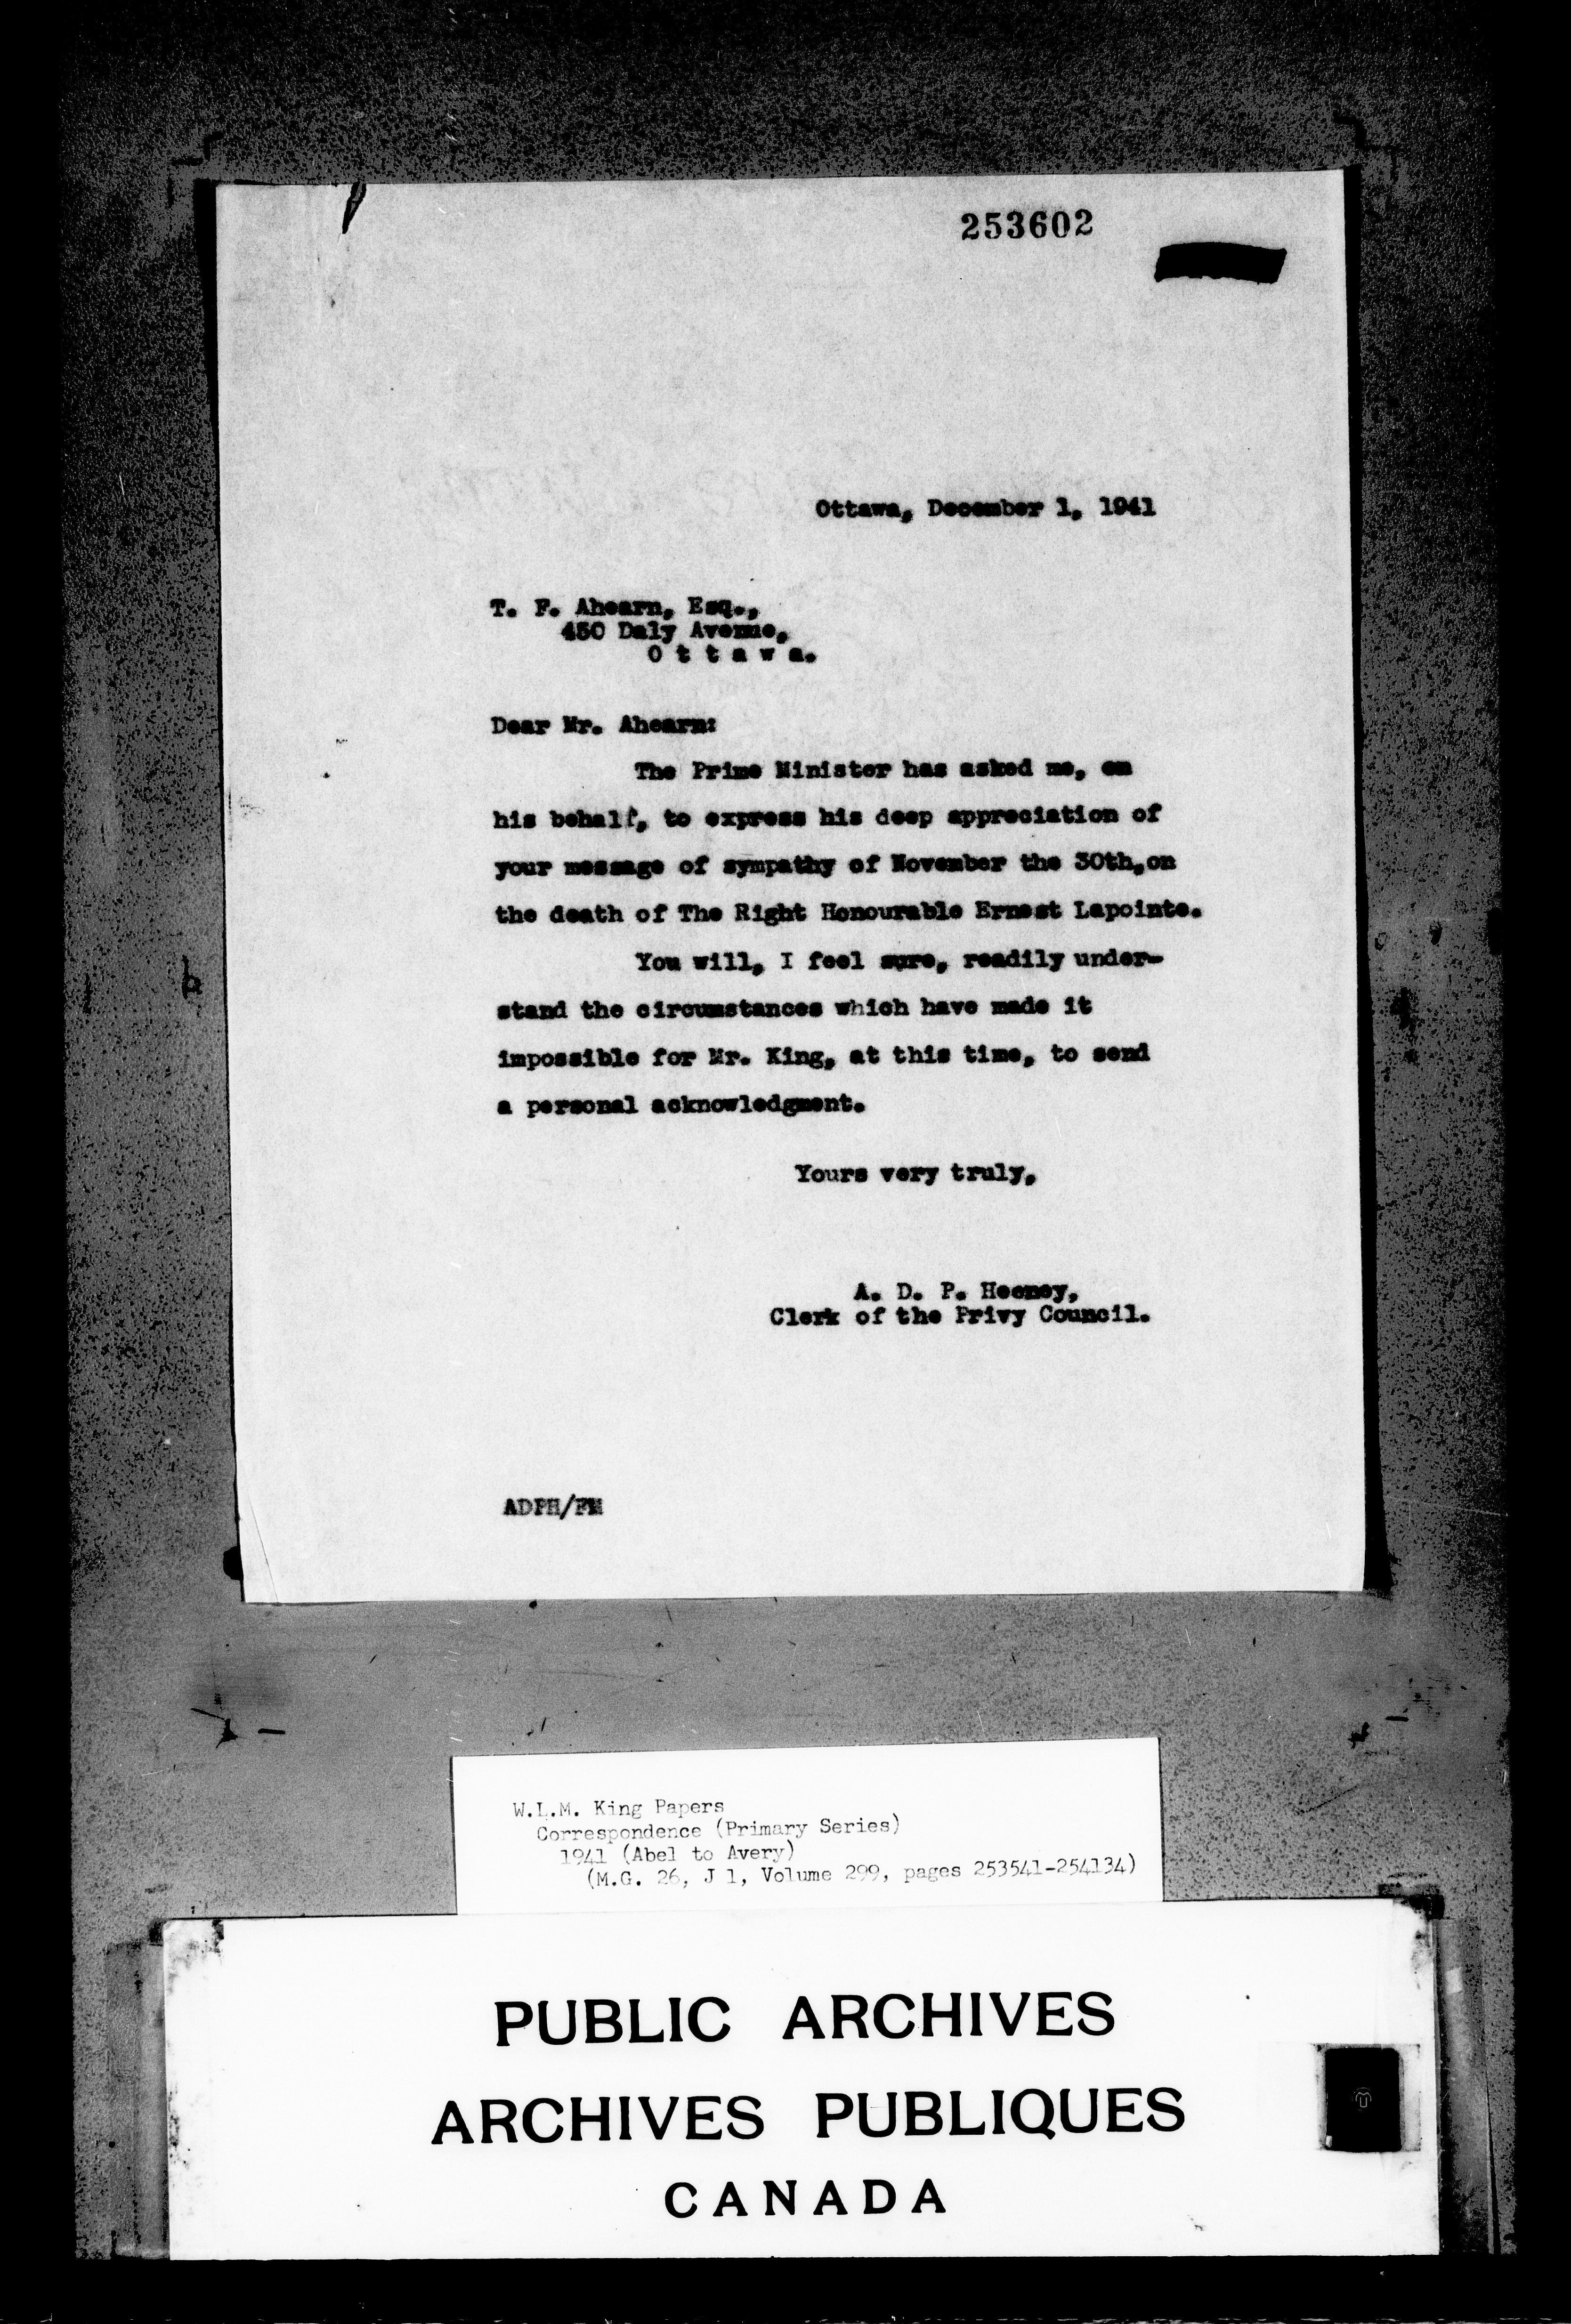 253602
Ottawa, December 1, 1941
T. F. Ahearn, Esq.,
450 Daly Avenue,
O t t a w a.
Dear Mr. Ahearn:
The Prime Minister has asked me, on
his behalf, to express his deep appreciation of
your message of sympathy of November the 30th,on
the death of The Right Honourable Ernest Lapointe.
You will, I feel sure, readily under-
stand the circumstances which have made it
impossible for Mr. King, at this time, to send
a personal acknowledgment.
Yours very truly,
A. D. P. Heeney,
Clerk of the Privy Council.
ADPH/FM
W.L.M. King Papers
Correspondence (Primary Series)
1941 (Abel to Avery)
(M.G. 26, J 1, Volume 299, pages 253541-254134)
PUBLIC ARCHIVES
ARCHIVES PUBLIQUES
CANADA